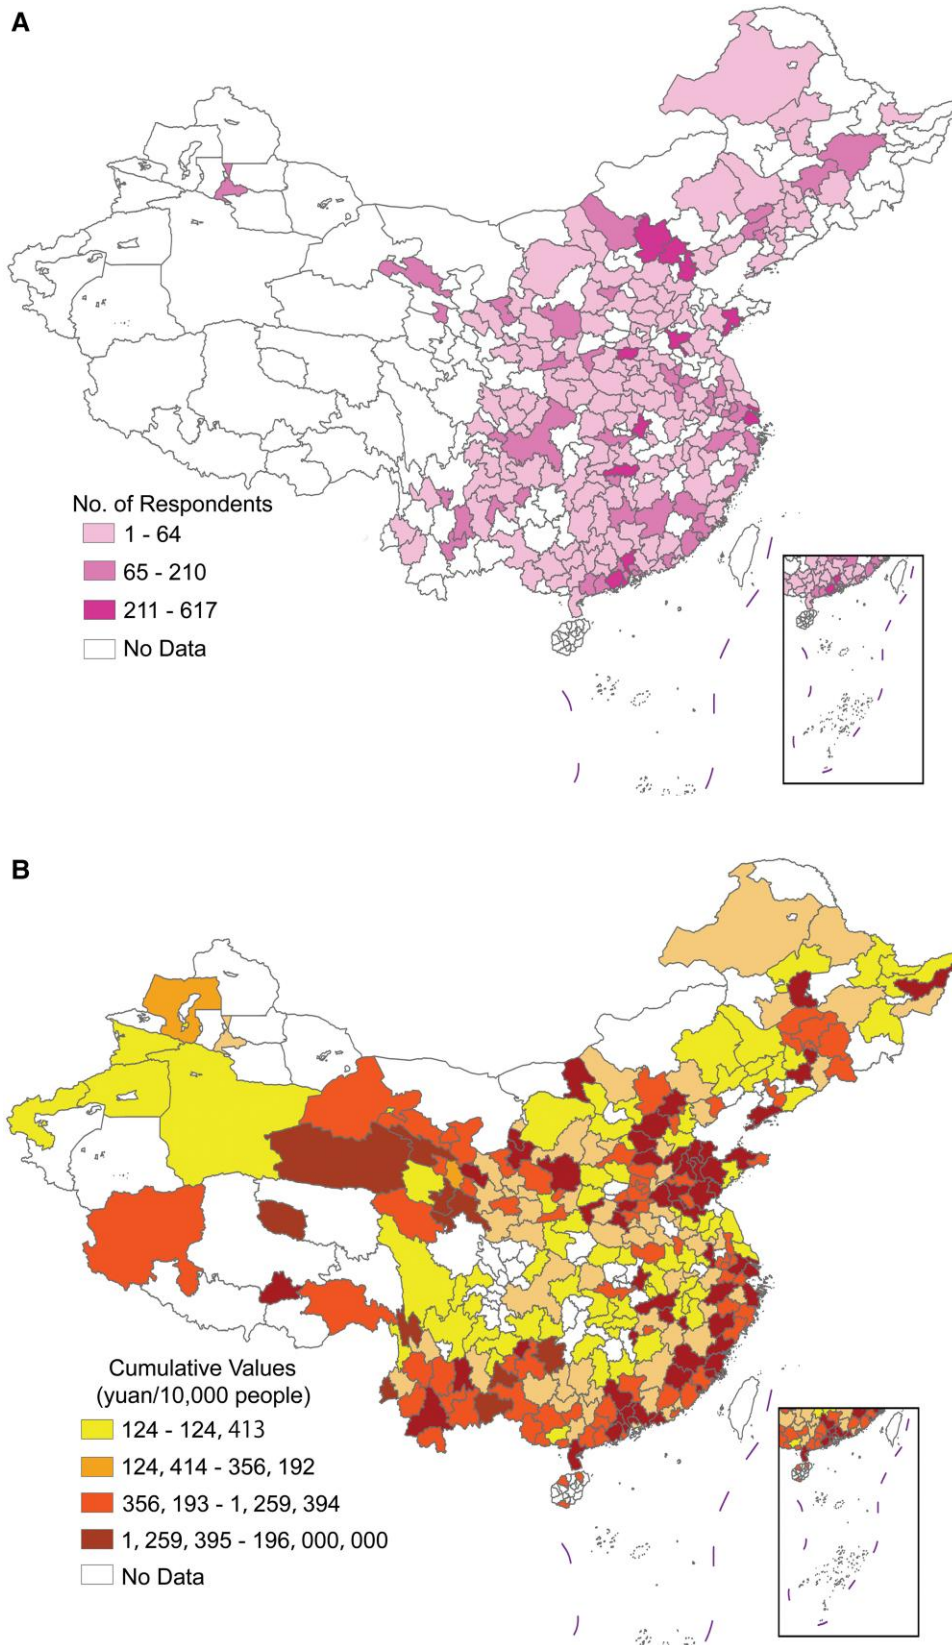 A
No. of Respondents
1 - 64
65 - 210
211 - 617
No Data
B
Cumulative Values
(yuan/10,000 people)
124 - 124, 413
124, 414 - 356, 192
356, 193 - 1, 259, 394
1, 259, 395 - 196, 000, 000
No Data